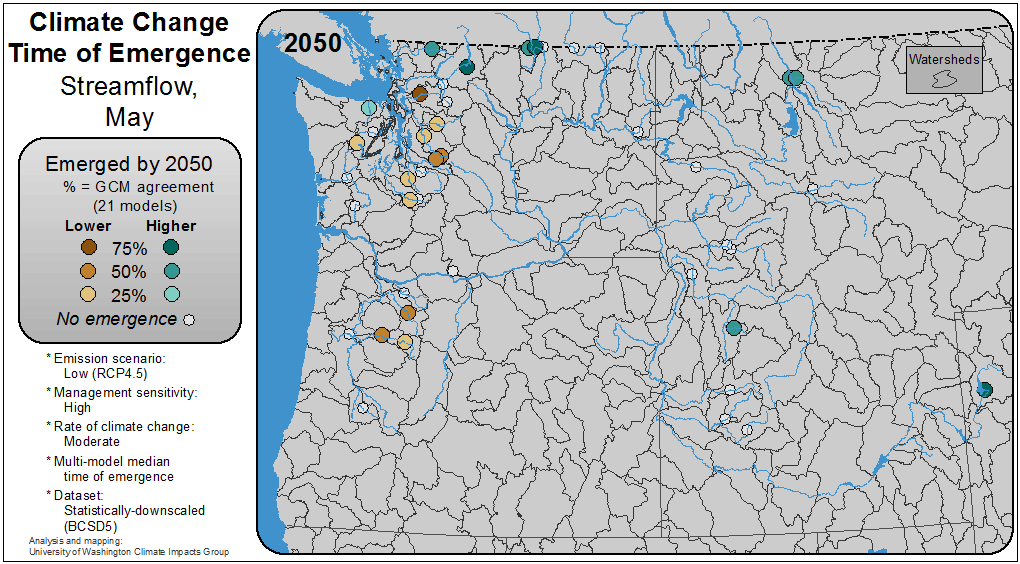 Climate Change
Time of Emergence
Streamflow,
May
Emerged by 2050
% = GCM agreement
(21 models)
Lower Higher
75%
50%
25%
No emergence
* Emission scenario:
Low (RCP4.5)
* Management sensitivity:
High
* Rate of climate change:
Moderate
* Multi-model median
time of emergence
* Dataset:
Statistically-downscaled
(BCSD5)
Analysis and mapping:
University of Washington Climate Impacts Group
2050
Watersheds